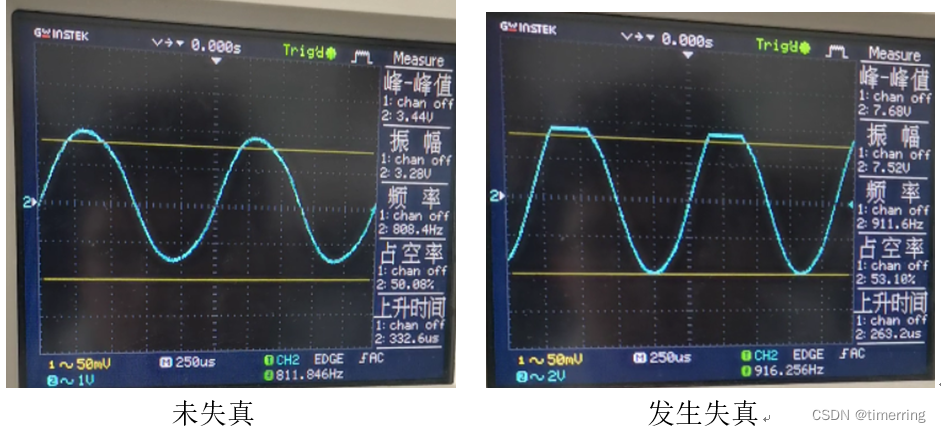 GWINSTEK
0.000s
Trig'd
Measure
峰-峰值
1: chan off
2: 3.44V
振 幅
1: chan off
2: 3.28V
频 率
1: chan off
2: 808.4Hz
占空率
1: chan off
2: 50.08%
上升时间
1: chan off
2: 332.6us
2
1 ~ 50mV
M 250us
T CH2 EDGE AC
2 ~ 1V
F 811.846Hz
未失真
GWINSTEK
0.000s
Trig'd
Measure
峰-峰值
1: chan off
2: 7.68V
振 幅
1: chan off
2: 7.52V
频 率
1: chan off
2: 911.6Hz
占空率
1: chan off
2: 53.10%
上升时间
1: chan off
2: 263.2us
2
1 ~ 50mV
M 250us
T CH2 EDGE AC
2 ~ 2V
916.256Hz
发生失真
CSDN @timerring